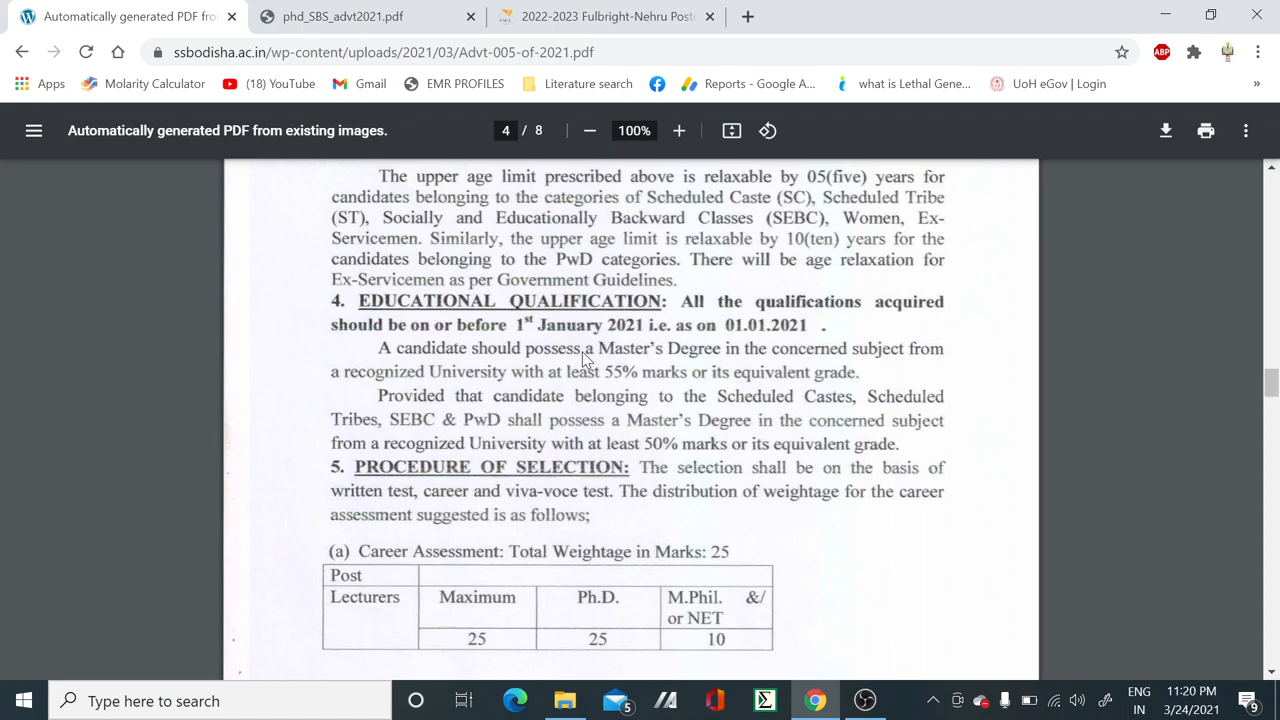 Automatically generated PDF fro
phd_SBS_advt2021.pdf
2022-2023 Fulbright-Nehru Post
ssbodisha.ac.in/wp-content/uploads/2021/03/Advt-005-of-2021.pdf
ABP
Apps
Molarity Calculator
(18) YouTube
Gmail
EMR PROFILES
Literature search
Reports - Google A...
what is Lethal Gene...
UoH eGov | Login
»
Automatically generated PDF from existing images.
4 / 8
100%
The upper age limit prescribed above is relaxable by 05(five) years for
candidates belonging to the categories of Scheduled Caste (SC), Scheduled Tribe
(ST), Socially and Educationally Backward Classes (SEBC), Women, Ex-
Servicemen. Similarly, the upper age limit is relaxable by 10(ten) years for the
candidates belonging to the PwD categories. There will be age relaxation for
Ex-Servicemen as per Government Guidelines.
4. EDUCATIONAL QUALIFICATION: All the qualifications acquired
should be on or before 1st January 2021 i.e. as on 01.01.2021 .
A candidate should possess a Master's Degree in the concerned subject from
a recognized University with at least 55% marks or its equivalent grade.
Provided that candidate belonging to the Scheduled Castes, Scheduled
Tribes, SEBC & PwD shall possess a Master's Degree in the concerned subject
from a recognized University with at least 50% marks or its equivalent grade.
5. PROCEDURE OF SELECTION: The selection shall be on the basis of
written test, career and viva-voce test. The distribution of weightage for the career
assessment suggested is as follows;
(a) Career Assessment: Total Weightage in Marks: 25
Post
Lecturers Maximum Ph.D. M.Phil. &/
or NET
25 25 10
Type here to search
5
ENG
IN
11:20 PM
3/24/2021
9